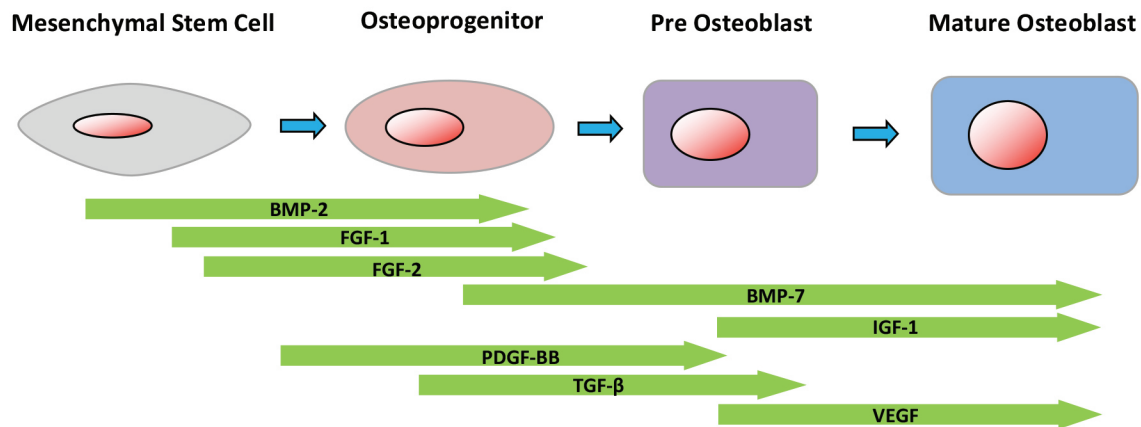 Mesenchymal Stem Cell
Osteoprogenitor
Pre Osteoblast
Mature Osteoblast
BMP-2
FGF-1
FGF-2
BMP-7
IGF-1
PDGF-BB
TGF-β
VEGF